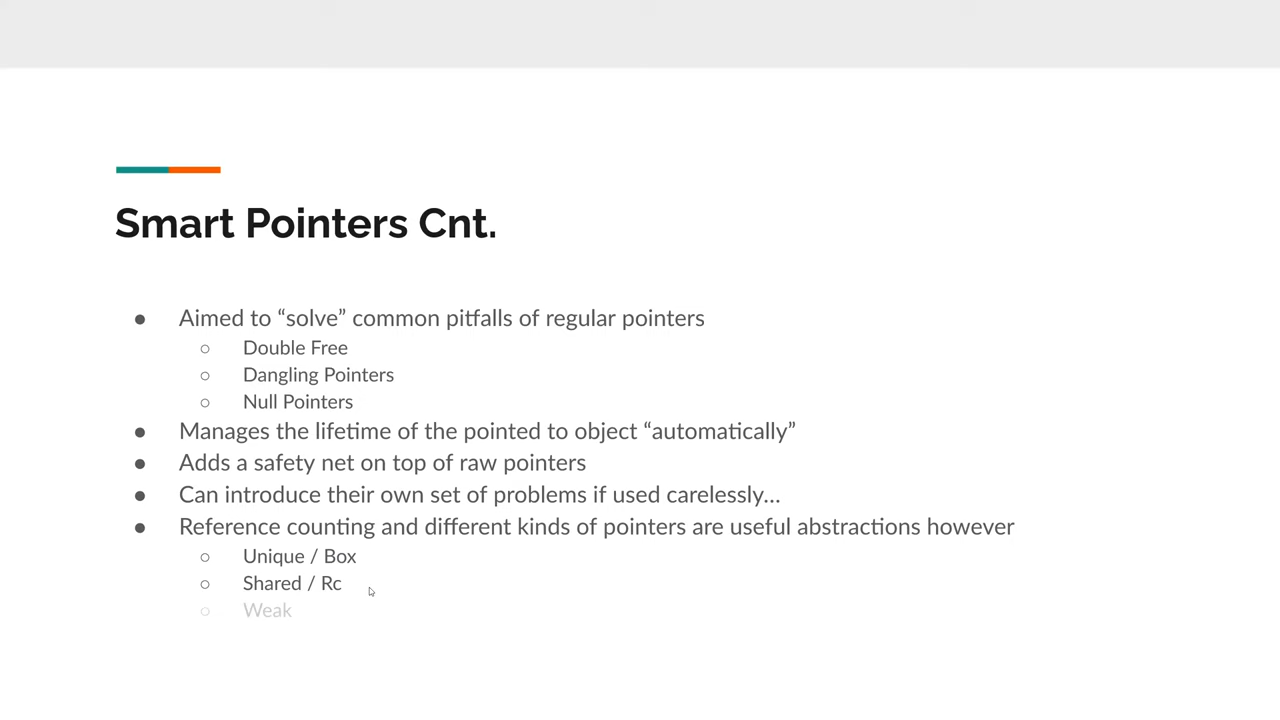 Smart Pointers Cnt.
● Aimed to “solve” common pitfalls of regular pointers
○ Double Free
○ Dangling Pointers
○ Null Pointers
● Manages the lifetime of the pointed to object “automatically”
● Adds a safety net on top of raw pointers
● Can introduce their own set of problems if used carelessly...
● Reference counting and different kinds of pointers are useful abstractions however
○ Unique / Box
○ Shared / Rc
○ Weak